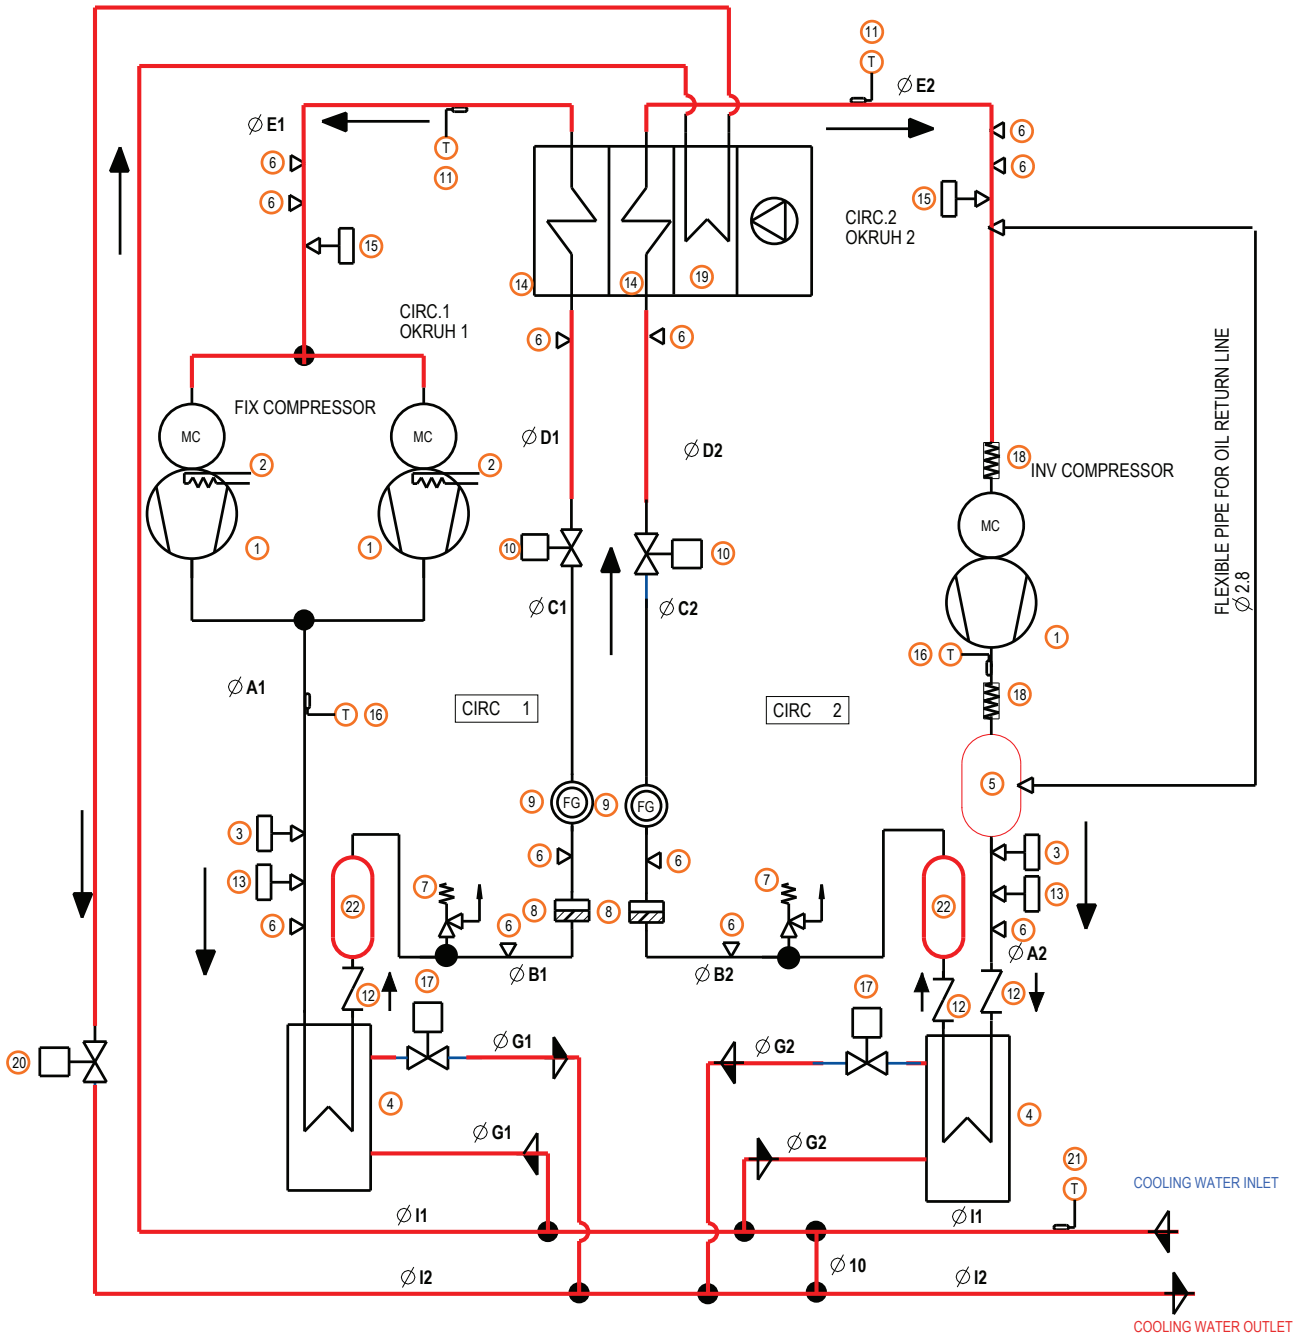 11
T
Ø E2
Ø E1
6
6
T
11
6
6
15
15
CIRC.2
OKRUH 2
14
14
19
CIRC.1
OKRUH 1
6
6
FIX COMPRESSOR
MC
MC
2
2
Ø D1
Ø D2
18
INV COMPRESSOR
MC
1
1
10
10
FLEXIBLE PIPE FOR OIL RETURN LINE
Ø 2.8
Ø C1
Ø C2
1
16
T
Ø A1
18
T
16
CIRC 1
CIRC 2
5
9
FG
9
FG
3
13
6
22
7
6
8
8
6
6
7
6
22
3
13
6
Ø A2
Ø B1
Ø B2
12
17
17
12
12
20
Ø G1
Ø G2
4
4
Ø G1
Ø G2
21
T
COOLING WATER INLET
Ø I1
Ø I1
Ø 10
Ø I2
Ø I2
COOLING WATER OUTLET